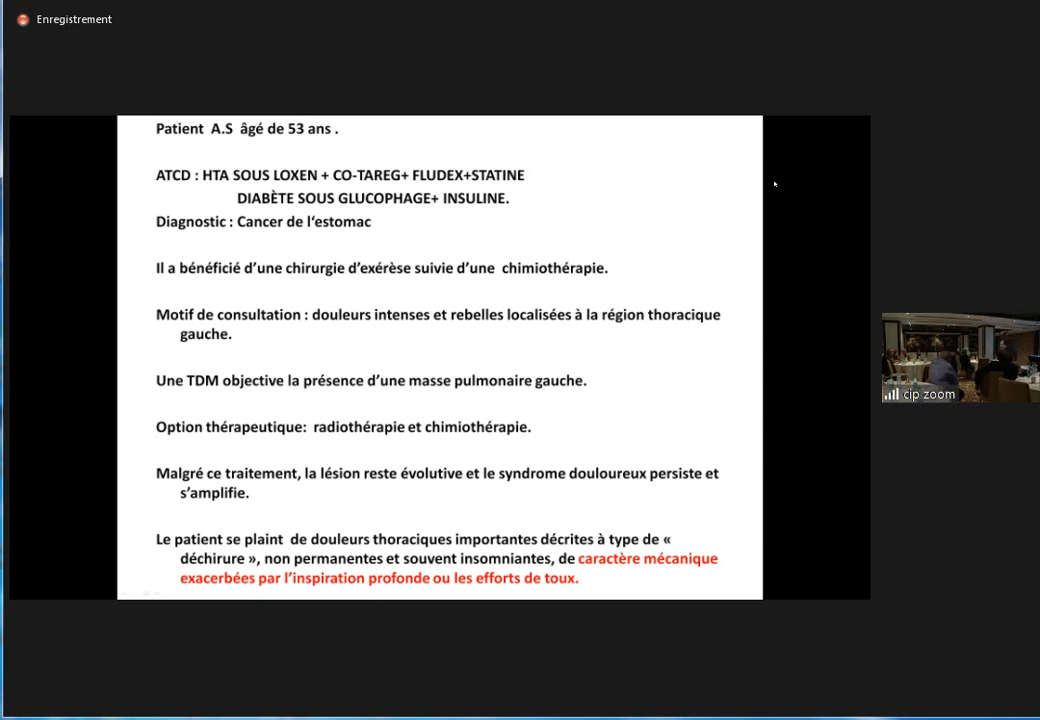 Enregistrement
Patient A.S âgé de 53 ans .
ATCD : HTA SOUS LOXEN + CO-TAREG+ FLUDEX+STATINE
DIABÈTE SOUS GLUCOPHAGE+ INSULINE.
Diagnostic : Cancer de l‘estomac
Il a bénéficié d’une chirurgie d’exérèse suivie d’une chimiothérapie.
Motif de consultation : douleurs intenses et rebelles localisées à la région thoracique
gauche.
Une TDM objective la présence d’une masse pulmonaire gauche.
Option thérapeutique: radiothérapie et chimiothérapie.
Malgré ce traitement, la lésion reste évolutive et le syndrome douloureux persiste et
s’amplifie.
Le patient se plaint de douleurs thoraciques importantes décrites à type de «
déchirure », non permanentes et souvent insomniantes, de caractère mécanique
exacerbées par l’inspiration profonde ou les efforts de toux.
cip zoom